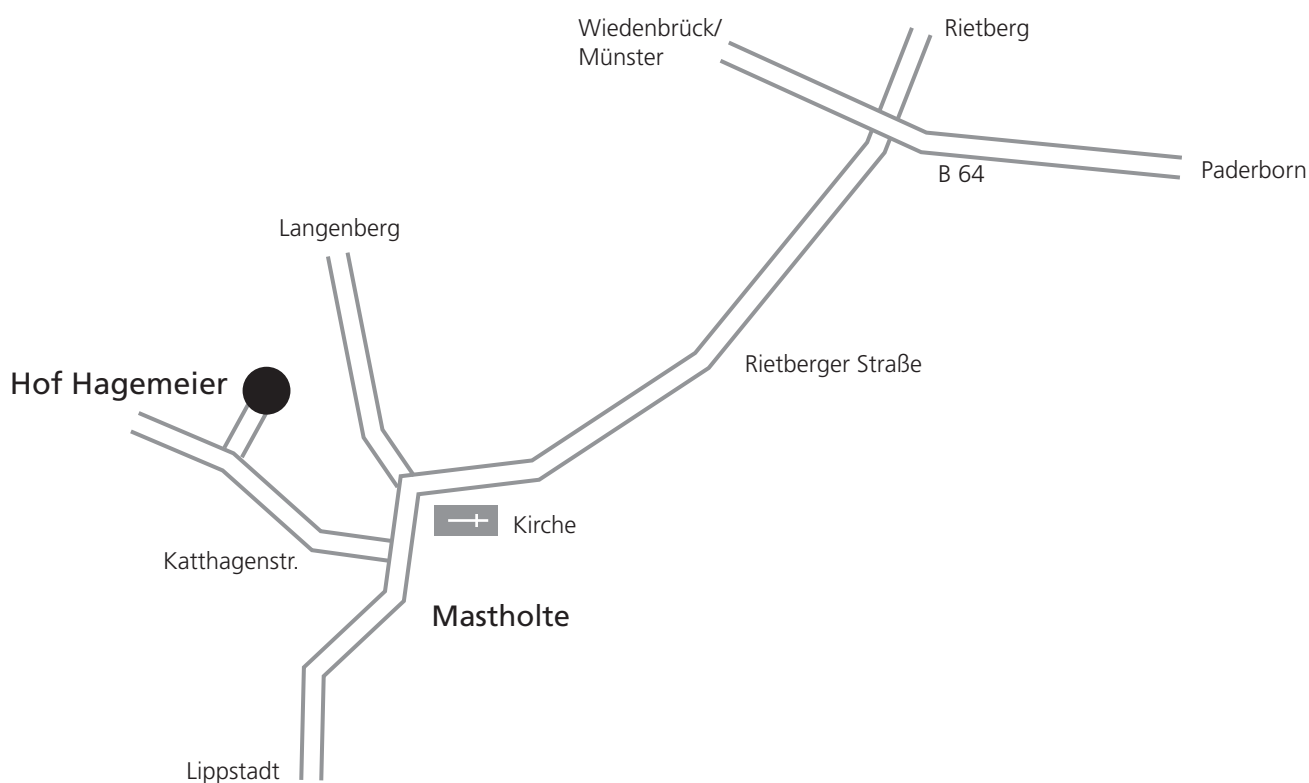 Wiedenbrück/
Münster
Rietberg
Paderborn
B 64
Langenberg
Rietberger Straße
Hof Hagemeier
Kirche
Katthagenstr.
Mastholte
Lippstadt